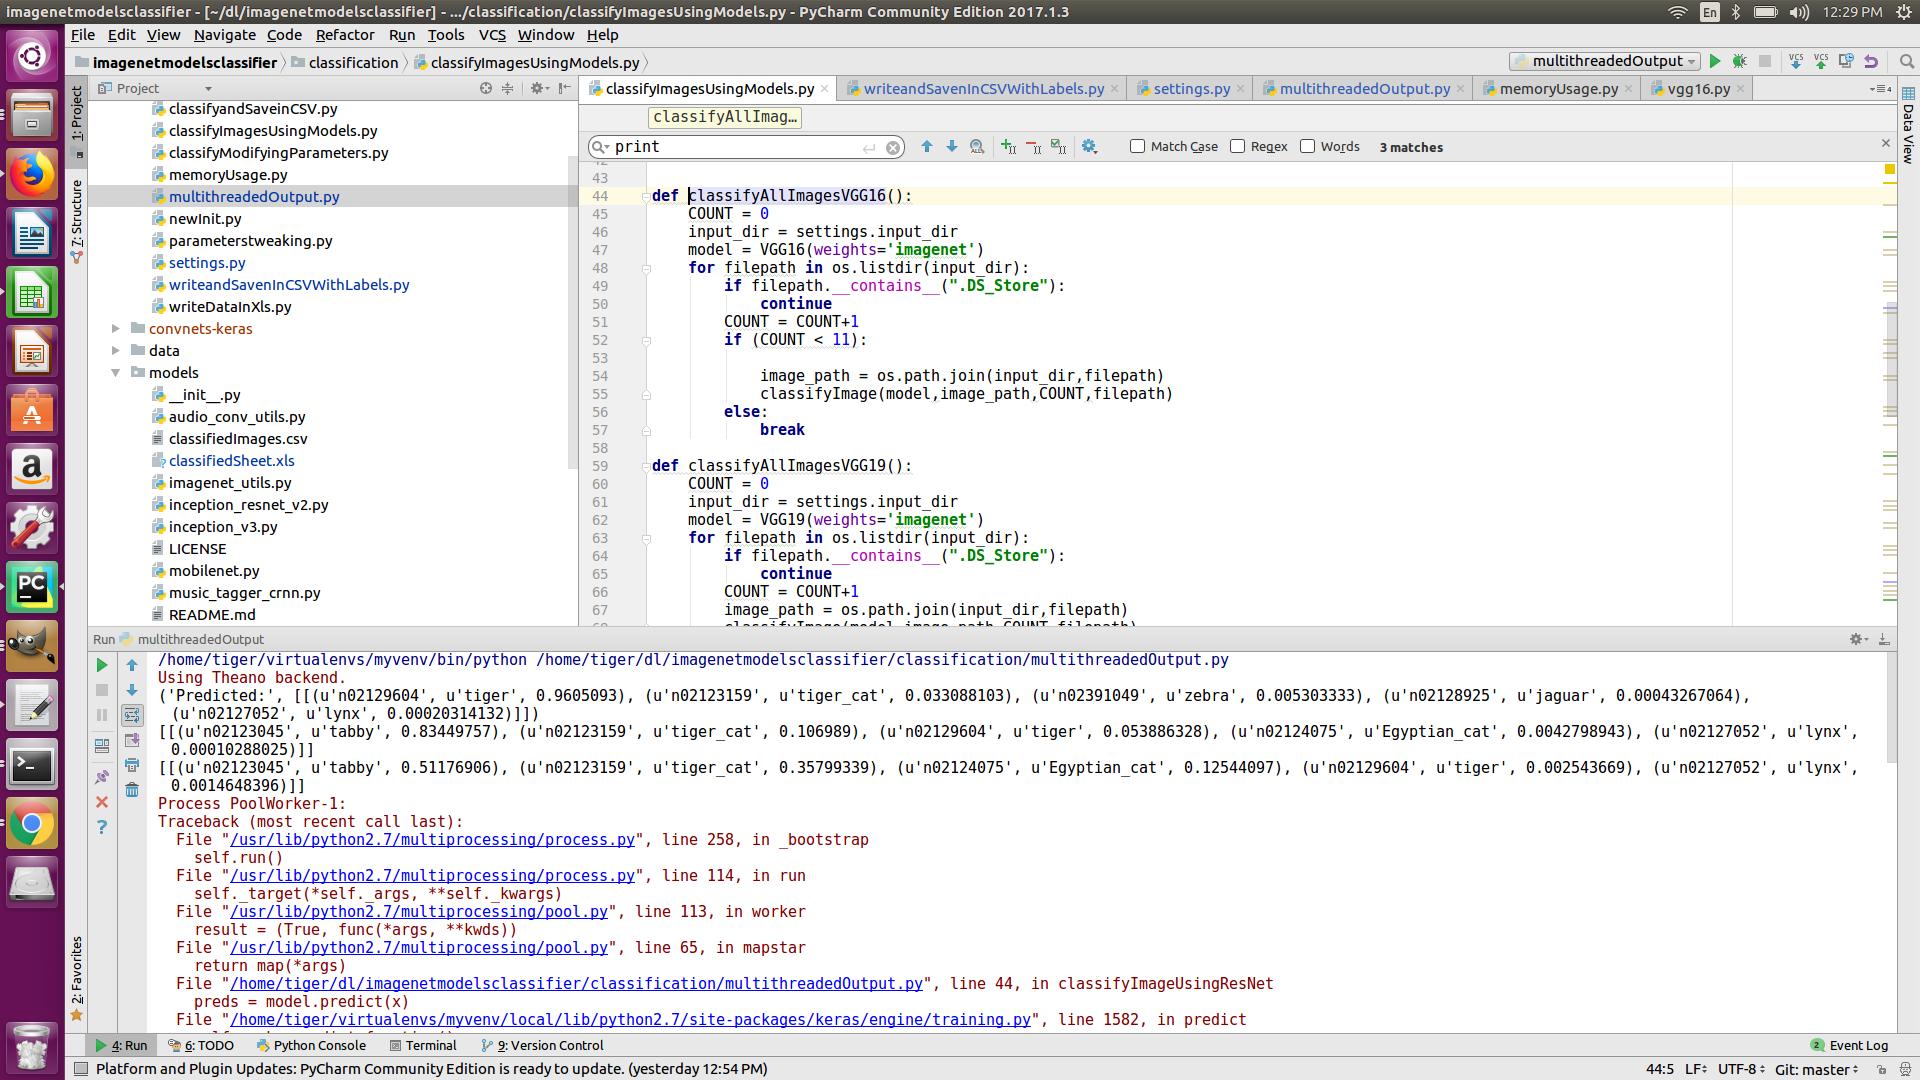 imagenetmodelsclassifier - [~/dl/imagenetmodelsclassifier] - .../classification/classifyImagesUsingModels.py - PyCharm Community Edition 2017.1.3
En
12:29 PM
File Edit View Navigate Code Refactor Run Tools VCS Window Help
imagenetmodelsclassifier classification classifyImagesUsingModels.py
multithreadedOutput
VCS VCS
Project
classifyImagesUsingModels.py writeandSavenInCSVWithLabels.py settings.py multithreadedOutput.py memoryUsage.py vgg16.py
1: Project
7: Structure
2: Favorites
Data View
classifyandSaveinCSV.py
classifyImagesUsingModels.py
classifyModifyingParameters.py
memoryUsage.py
multithreadedOutput.py
newInit.py
parameterstweaking.py
settings.py
writeandSavenInCSVWithLabels.py
writeDataInXls.py
convnets-keras
data
models
__init__.py
audio_conv_utils.py
classifiedImages.csv
classifiedSheet.xls
imagenet_utils.py
inception_resnet_v2.py
inception_v3.py
LICENSE
mobilenet.py
music_tagger_crnn.py
README.md
classifyAllImag...
print
Match Case Regex Words 3 matches
43
44 def classifyAllImagesVGG16():
45 COUNT = 0
46 input_dir = settings.input_dir
47 model = VGG16(weights='imagenet')
48 for filepath in os.listdir(input_dir):
49 if filepath.__contains__(".DS_Store"):
50 continue
51 COUNT = COUNT+1
52 if (COUNT < 11):
53
54 image_path = os.path.join(input_dir,filepath)
55 classifyImage(model,image_path,COUNT,filepath)
56 else:
57 break
58
59 def classifyAllImagesVGG19():
60 COUNT = 0
61 input_dir = settings.input_dir
62 model = VGG19(weights='imagenet')
63 for filepath in os.listdir(input_dir):
64 if filepath.__contains__(".DS_Store"):
65 continue
66 COUNT = COUNT+1
67 image_path = os.path.join(input_dir,filepath)
Run multithreadedOutput
/home/tiger/virtualenvs/myvenv/bin/python /home/tiger/dl/imagenetmodelsclassifier/classification/multithreadedOutput.py
Using Theano backend.
('Predicted:', [[(u'n02129604', u'tiger', 0.9605093), (u'n02123159', u'tiger_cat', 0.033088103), (u'n02391049', u'zebra', 0.005303333), (u'n02128925', u'jaguar', 0.00043267064),
(u'n02127052', u'lynx', 0.00020314132)]])
[[(u'n02123045', u'tabby', 0.83449757), (u'n02123159', u'tiger_cat', 0.106989), (u'n02129604', u'tiger', 0.053886328), (u'n02124075', u'Egyptian_cat', 0.0042798943), (u'n02127052', u'lynx',
0.00010288025)]]
[[(u'n02123045', u'tabby', 0.51176906), (u'n02123159', u'tiger_cat', 0.35799339), (u'n02124075', u'Egyptian_cat', 0.12544097), (u'n02129604', u'tiger', 0.002543669), (u'n02127052', u'lynx',
0.0014648396)]]
Process PoolWorker-1:
Traceback (most recent call last):
File "/usr/lib/python2.7/multiprocessing/process.py", line 258, in _bootstrap
self.run()
File "/usr/lib/python2.7/multiprocessing/process.py", line 114, in run
self._target(*self._args, **self._kwargs)
File "/usr/lib/python2.7/multiprocessing/pool.py", line 113, in worker
result = (True, func(*args, **kwds))
File "/usr/lib/python2.7/multiprocessing/pool.py", line 65, in mapstar
return map(*args)
File "/home/tiger/dl/imagenetmodelsclassifier/classification/multithreadedOutput.py", line 44, in classifyImageUsingResNet
preds = model.predict(x)
File "/home/tiger/virtualenvs/myvenv/local/lib/python2.7/site-packages/keras/engine/training.py", line 1582, in predict
4: Run 6: TODO Python Console Terminal 9: Version Control
2 Event Log
Platform and Plugin Updates: PyCharm Community Edition is ready to update. (yesterday 12:54 PM)
44:5 LF UTF-8 Git: master